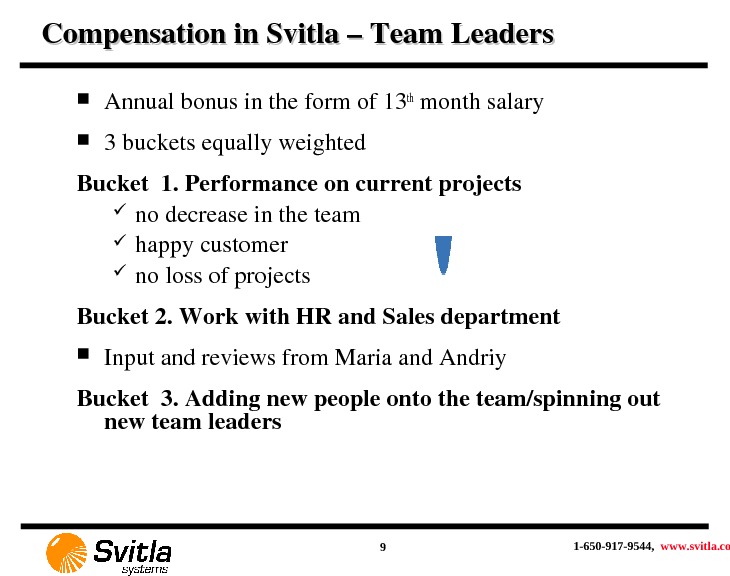 Compensation in Svitla – Team Leaders
Annual bonus in the form of 13th month salary
3 buckets equally weighted
Bucket 1. Performance on current projects
no decrease in the team
happy customer
no loss of projects
Bucket 2. Work with HR and Sales department
Input and reviews from Maria and Andriy
Bucket 3. Adding new people onto the team/spinning out
new team leaders
Svitla
systems
9
1-650-917-9544, www.svitla.co